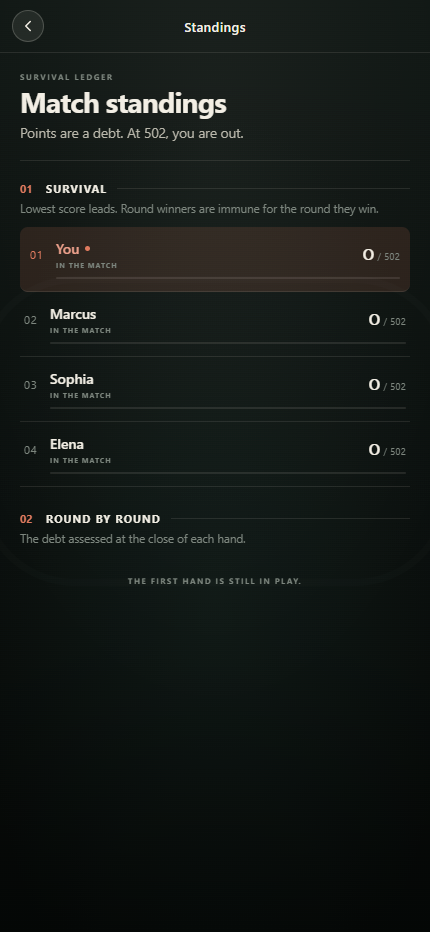 Standings
SURVIVAL LEDGER
Match standings
Points are a debt. At 502, you are out.
01 SURVIVAL
Lowest score leads. Round winners are immune for the round they win.
01 You 0 / 502
IN THE MATCH
02 Marcus 0 / 502
IN THE MATCH
03 Sophia 0 / 502
IN THE MATCH
04 Elena 0 / 502
IN THE MATCH
02 ROUND BY ROUND
The debt assessed at the close of each hand.
THE FIRST HAND IS STILL IN PLAY.